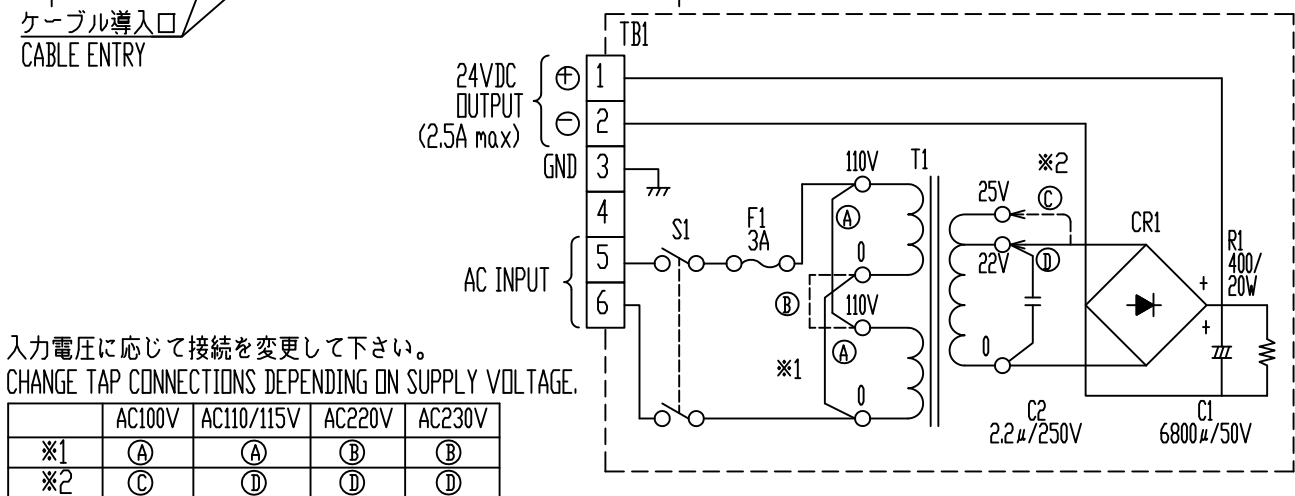 ケーブル導入口
CABLE ENTRY
TB1
24VDC
OUTPUT
(2.5A max)
⊕
⊖
GND
AC INPUT
1
2
3
4
5
6
S1
F1
3A
110V
T1
Ⓐ
0
Ⓑ
110V
Ⓐ
※1
0
※2
25V
Ⓒ
22V
Ⓓ
0
CR1
+
+
R1
400/
20W
C2
2.2μ/250V
C1
6800μ/50V
入力電圧に応じて接続を変更して下さい。
CHANGE TAP CONNECTIONS DEPENDING ON SUPPLY VOLTAGE.
AC100V AC110/115V AC220V AC230V
※1 Ⓐ Ⓐ Ⓑ Ⓑ
※2 Ⓒ Ⓓ Ⓓ Ⓓ